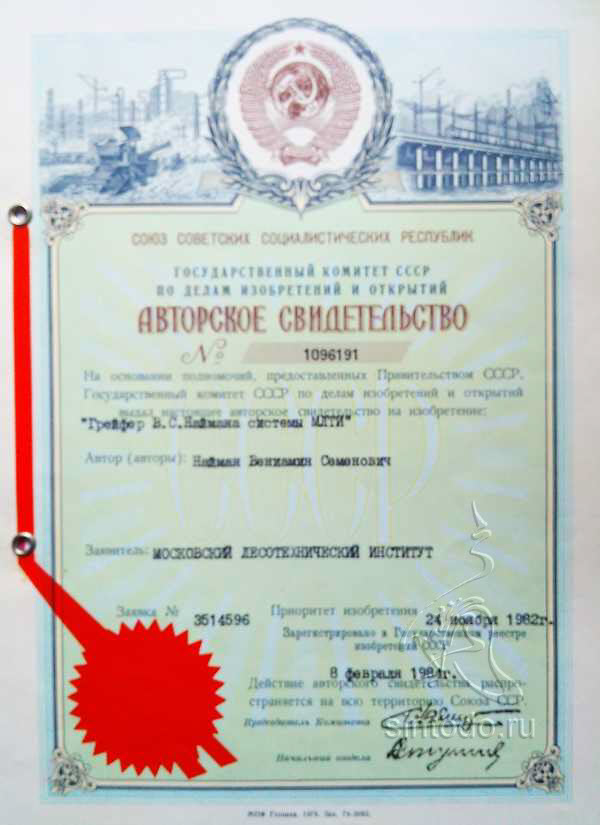 СОЮЗ СОВЕТСКИХ СОЦИАЛИСТИЧЕСКИХ РЕСПУБЛИК
ГОСУДАРСТВЕННЫЙ КОМИТЕТ СССР
ПО ДЕЛАМ ИЗОБРЕТЕНИЙ И ОТКРЫТИЙ
АВТОРСКОЕ СВИДЕТЕЛЬСТВО
№ 1096191
На основании полномочий, предоставленных Правительством СССР,
Государственный комитет СССР по делам изобретений и открытий
выдал настоящее авторское свидетельство на изобретение:
"Грейфер В.С.Наймана системы МЛТИ"
Автор (авторы): Найман Вениамин Семенович
СССР
Заявитель: МОСКОВСКИЙ ЛЕСОТЕХНИЧЕСКИЙ ИНСТИТУТ
Заявка № 3514596 Приоритет изобретения 24 ноября 1982г.
Зарегистрировано в Государственном реестре
изобретений СССР
8 февраля 1984г.
Действие авторского свидетельства распро-
страняется на всю территорию Союза ССР.
Председатель Комитета
sintodo.ru
Начальник отдела